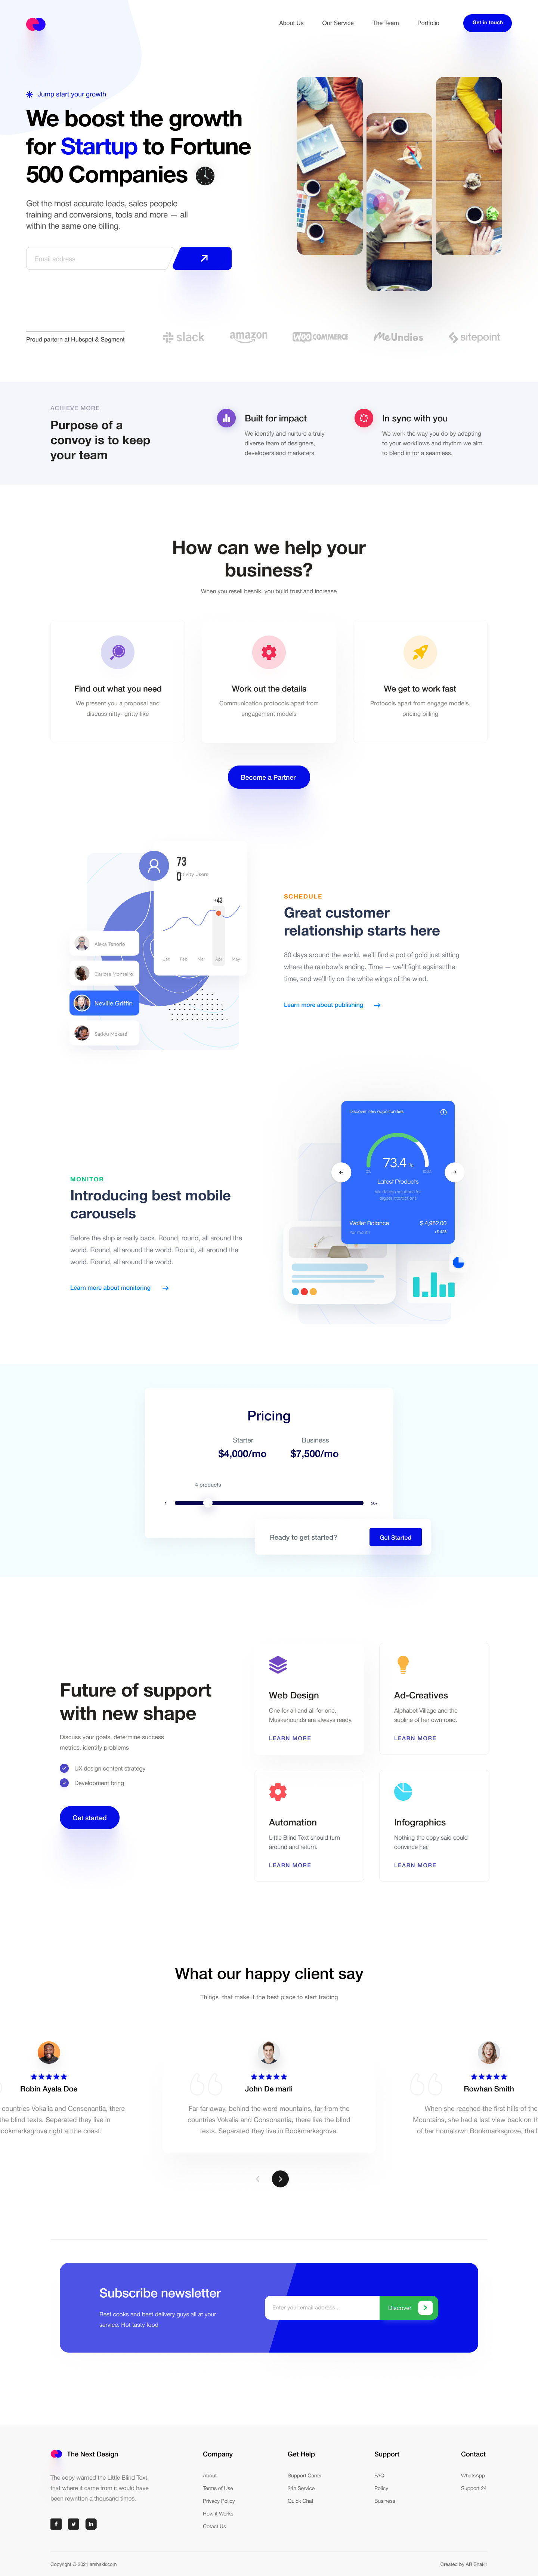 About Us
Our Service
The Team
Portfolio
Get in touch
Jump start your growth
We boost the growth
for Startup to Fortune
500 Companies
Get the most accurate leads, sales peopele
training and conversions, tools and more — all
within the same one billing.
Email address
Proud partern at Hubspot & Segment
slack
amazon
WOOCOMMERCE
MeUndies
sitepoint
ACHIEVE MORE
Purpose of a
convoy is to keep
your team
Built for impact
We identify and nurture a truly
diverse team of designers,
developers and marketers
In sync with you
We work the way you do by adapting
to your workflows and rhythm we aim
to blend in for a seamless.
How can we help your
business?
When you resell besnik, you build trust and increase
Find out what you need
We present you a proposal and
discuss nitty- gritty like
Work out the details
Communication protocols apart from
engagement models
We get to work fast
Protocols apart from engage models,
pricing billing
Become a Partner
73
0
Users
+43
Jan
Feb
Mar
Apr
May
Alexa Tenorio
Carlota Monteiro
Neville Griffin
Sadou Mokaté
SCHEDULE
Great customer
relationship starts here
80 days around the world, we'll find a pot of gold just sitting
where the rainbow's ending. Time — we'll fight against the
time, and we'll fly on the white wings of the wind.
Learn more about publishing
MONITOR
Introducing best mobile
carousels
Before the ship is really back. Round, round, all around the
world. Round, all around the world. Round, all around the
world. Round, all around the world.
Learn more about monitoring
Discover new opportunities
73.4 %
Latest Products
We design solutions for
digital interactions
Wallet Balance
$ 4,982.00
Per month
Pricing
Starter
$4,000/mo
Business
$7,500/mo
4 products
1
Ready to get started?
Get Started
Future of support
with new shape
Discuss your goals, determine success
metrics, identify problems
UX design content strategy
Development bring
Get started
Web Design
One for all and all for one,
Muskehounds are always ready.
LEARN MORE
Ad-Creatives
Alphabet Village and the
subline of her own road.
LEARN MORE
Automation
Little Blind Text should turn
around and return.
LEARN MORE
Infographics
Nothing the copy said could
convince her.
LEARN MORE
What our happy client say
Things that make it the best place to start trading
Robin Ayala Doe
countries Vokalia and Consonantia, there
the blind texts. Separated they live in
ookmarksgrove right at the coast.
John De marli
Far far away, behind the word mountains, far from the
countries Vokalia and Consonantia, there live the blind
texts. Separated they live in Bookmarksgrove.
Rowhan Smith
When she reached the first hills of the
Mountains, she had a last view back on th
of her hometown Bookmarksgrove, the h
Subscribe newsletter
Best cooks and best delivery guys all at your
service. Hot tasty food
Enter your email address ..
Discover
The Next Design
The copy warned the Little Blind Text,
that where it came from it would have
been rewritten a thousand times.
Company
About
Terms of Use
Privacy Policy
How it Works
Cotact Us
Get Help
Support Carrer
24h Service
Quick Chat
Support
FAQ
Policy
Business
Contact
WhatsApp
Support 24
Copyright © 2021 arshakir.com
Created by AR Shakir